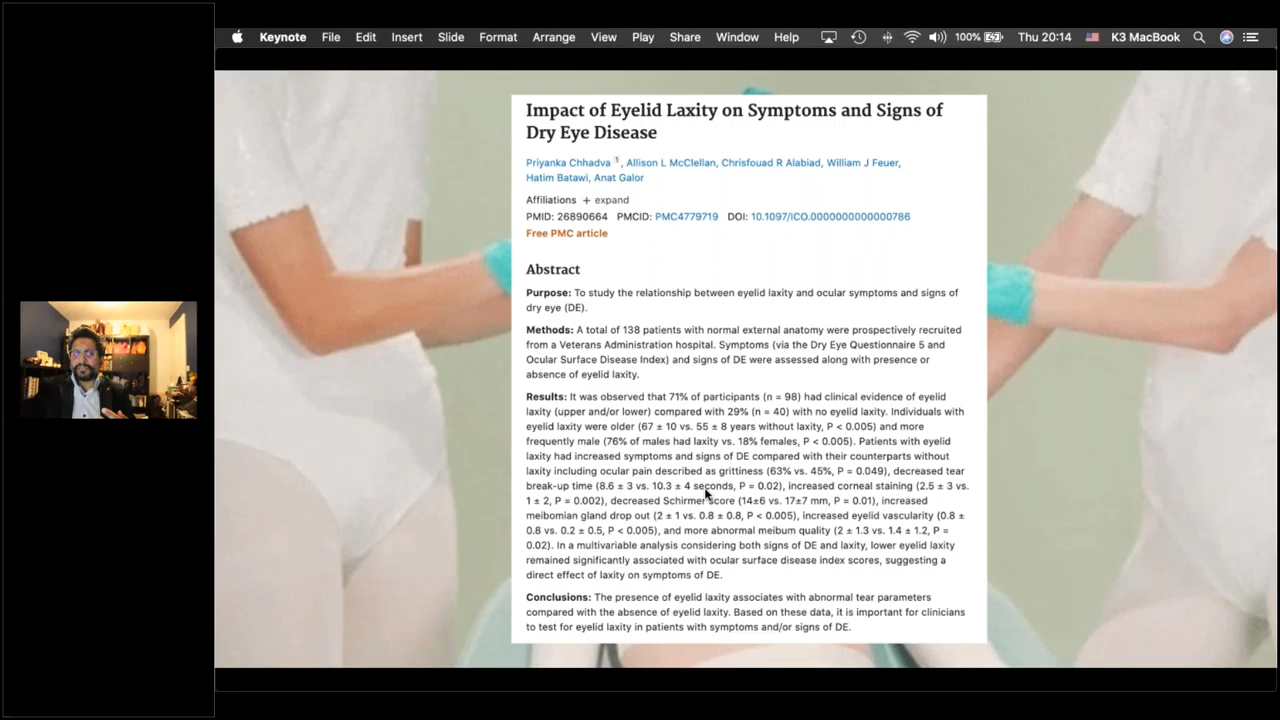 Keynote File Edit Insert Slide Format Arrange View Play Share Window Help 100% Thu 20:14 K3 MacBook
Impact of Eyelid Laxity on Symptoms and Signs of
Dry Eye Disease
Priyanka Chhadva 1, Allison L McClellan, Chrisfouad R Alabiad, William J Feuer,
Hatim Batawi, Anat Galor
Affiliations + expand
PMID: 26890664 PMCID: PMC4779719 DOI: 10.1097/ICO.0000000000000786
Free PMC article
Abstract
Purpose: To study the relationship between eyelid laxity and ocular symptoms and signs of
dry eye (DE).
Methods: A total of 138 patients with normal external anatomy were prospectively recruited
from a Veterans Administration hospital. Symptoms (via the Dry Eye Questionnaire 5 and
Ocular Surface Disease Index) and signs of DE were assessed along with presence or
absence of eyelid laxity.
Results: It was observed that 71% of participants (n = 98) had clinical evidence of eyelid
laxity (upper and/or lower) compared with 29% (n = 40) with no eyelid laxity. Individuals with
eyelid laxity were older (67 ± 10 vs. 55 ± 8 years without laxity, P < 0.005) and more
frequently male (76% of males had laxity vs. 18% females, P < 0.005). Patients with eyelid
laxity had increased symptoms and signs of DE compared with their counterparts without
laxity including ocular pain described as grittiness (63% vs. 45%, P = 0.049), decreased tear
break-up time (8.6 ± 3 vs. 10.3 ± 4 seconds, P = 0.02), increased corneal staining (2.5 ± 3 vs.
1 ± 2, P = 0.002), decreased Schirmer score (14±6 vs. 17±7 mm, P = 0.01), increased
meibomian gland drop out (2 ± 1 vs. 0.8 ± 0.8, P < 0.005), increased eyelid vascularity (0.8 ±
0.8 vs. 0.2 ± 0.5, P < 0.005), and more abnormal meibum quality (2 ± 1.3 vs. 1.4 ± 1.2, P =
0.02). In a multivariable analysis considering both signs of DE and laxity, lower eyelid laxity
remained significantly associated with ocular surface disease index scores, suggesting a
direct effect of laxity on symptoms of DE.
Conclusions: The presence of eyelid laxity associates with abnormal tear parameters
compared with the absence of eyelid laxity. Based on these data, it is important for clinicians
to test for eyelid laxity in patients with symptoms and/or signs of DE.